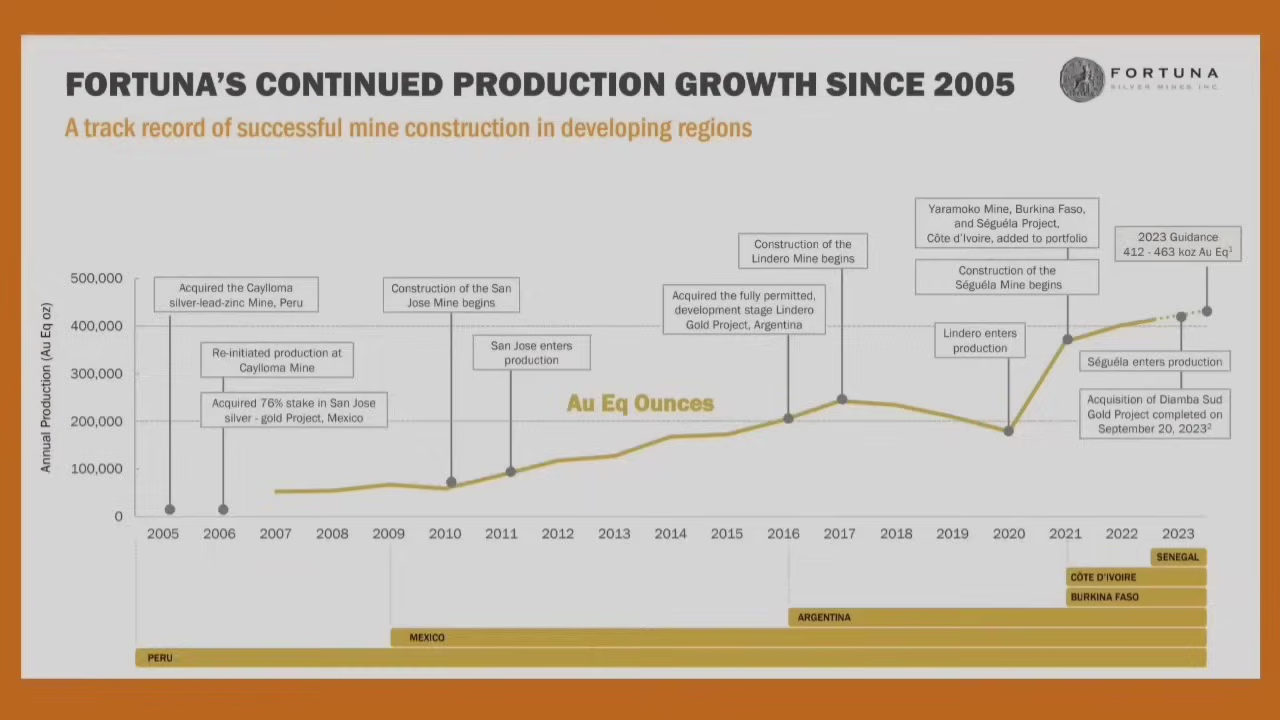 FORTUNA'S CONTINUED PRODUCTION GROWTH SINCE 2005
FORTUNA
SILVER MINES INC.
A track record of successful mine construction in developing regions
Yaramoko Mine, Burkina Faso,
and Séguéla Project,
Côte d'Ivoire, added to portfolio
2023 Guidance
412 - 463 koz Au Eq¹
Construction of the
Lindero Mine begins
Construction of the
Séguéla Mine begins
Acquired the Caylloma
silver-lead-zinc Mine, Peru
Construction of the San
Jose Mine begins
Acquired the fully permitted,
development stage Lindero
Gold Project, Argentina
Lindero enters
production
San Jose enters
production
Re-initiated production at
Caylloma Mine
Séguéla enters production
Acquired 76% stake in San Jose
silver - gold Project, Mexico
Acquisition of Diamba Sud
Gold Project completed on
September 20, 2023²
Au Eq Ounces
Annual Production (Au Eq oz)
500,000
400,000
300,000
200,000
100,000
0
2005 2006 2007 2008 2009 2010 2011 2012 2013 2014 2015 2016 2017 2018 2019 2020 2021 2022 2023
SENEGAL
CÔTE D'IVOIRE
BURKINA FASO
ARGENTINA
MEXICO
PERU